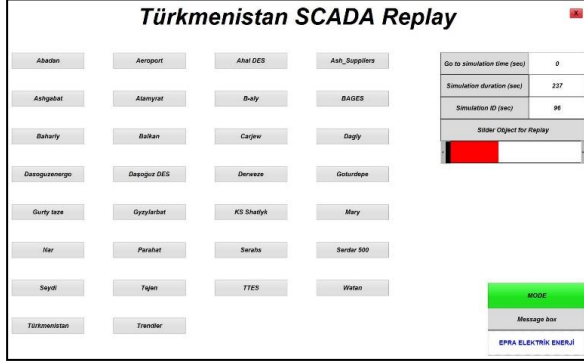 Türkmenistan SCADA Replay
x
Abadan Aeroport Ahal DES Ash_Suppliers
Ashgabat Atamyrat B-aly BAGES
Baharly Balkan Carjew Dagly
Dasoguzenergo Daşoğuz DES Derweze Goturdepe
Gurty taze Gyzylarbat KS Shatlyk Mary
Nar Parahat Serahs Serdar 500
Seydi Tejen TTES Watan
Türkmenistan Trendler
Go to simulation time (sec) 0
Simulation duration (sec) 237
Simulation ID (sec) 96
Silder Object for Replay
MODE
Message box
EPRA ELEKTRİK ENERJİ